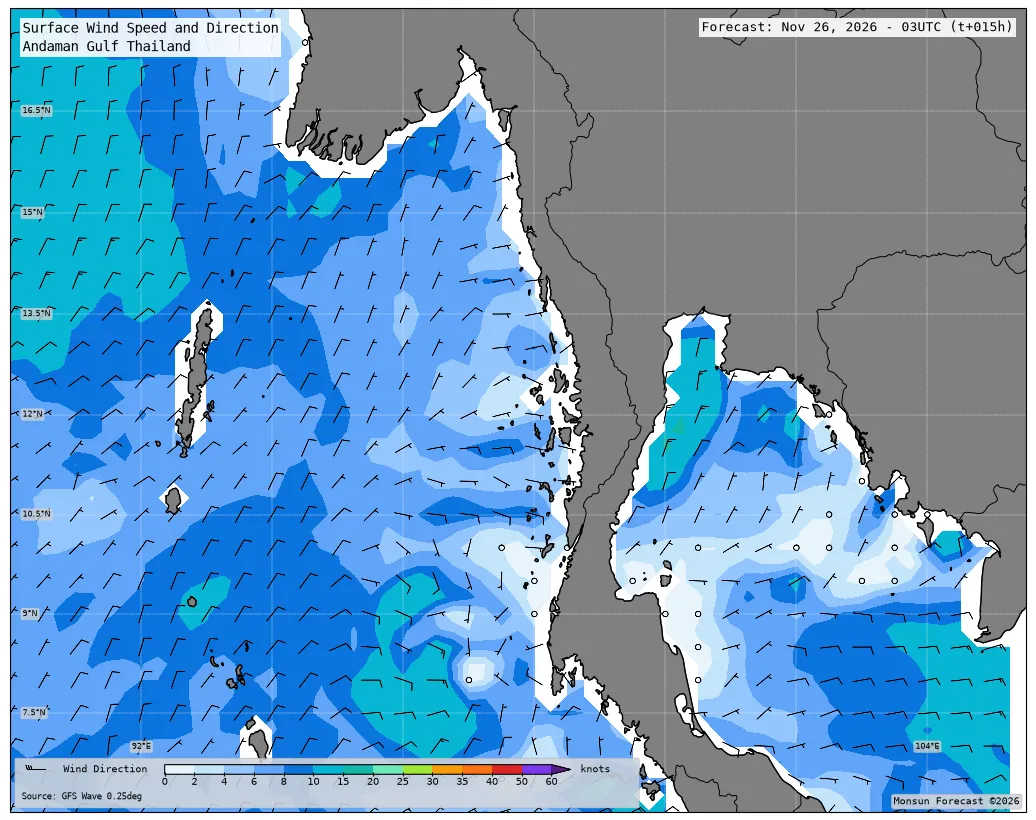 Surface Wind Speed and Direction
Andaman Gulf Thailand
Forecast: Nov 26, 2026 - 03UTC (t+015h)
16.5°N
15°N
13.5°N
12°N
10.5°N
9°N
7.5°N
92°E
104°E
Wind Direction
0 2 4 6 8 10 15 20 25 30 35 40 50 60
knots
Source: GFS Wave 0.25deg
Monsun Forecast ©2026